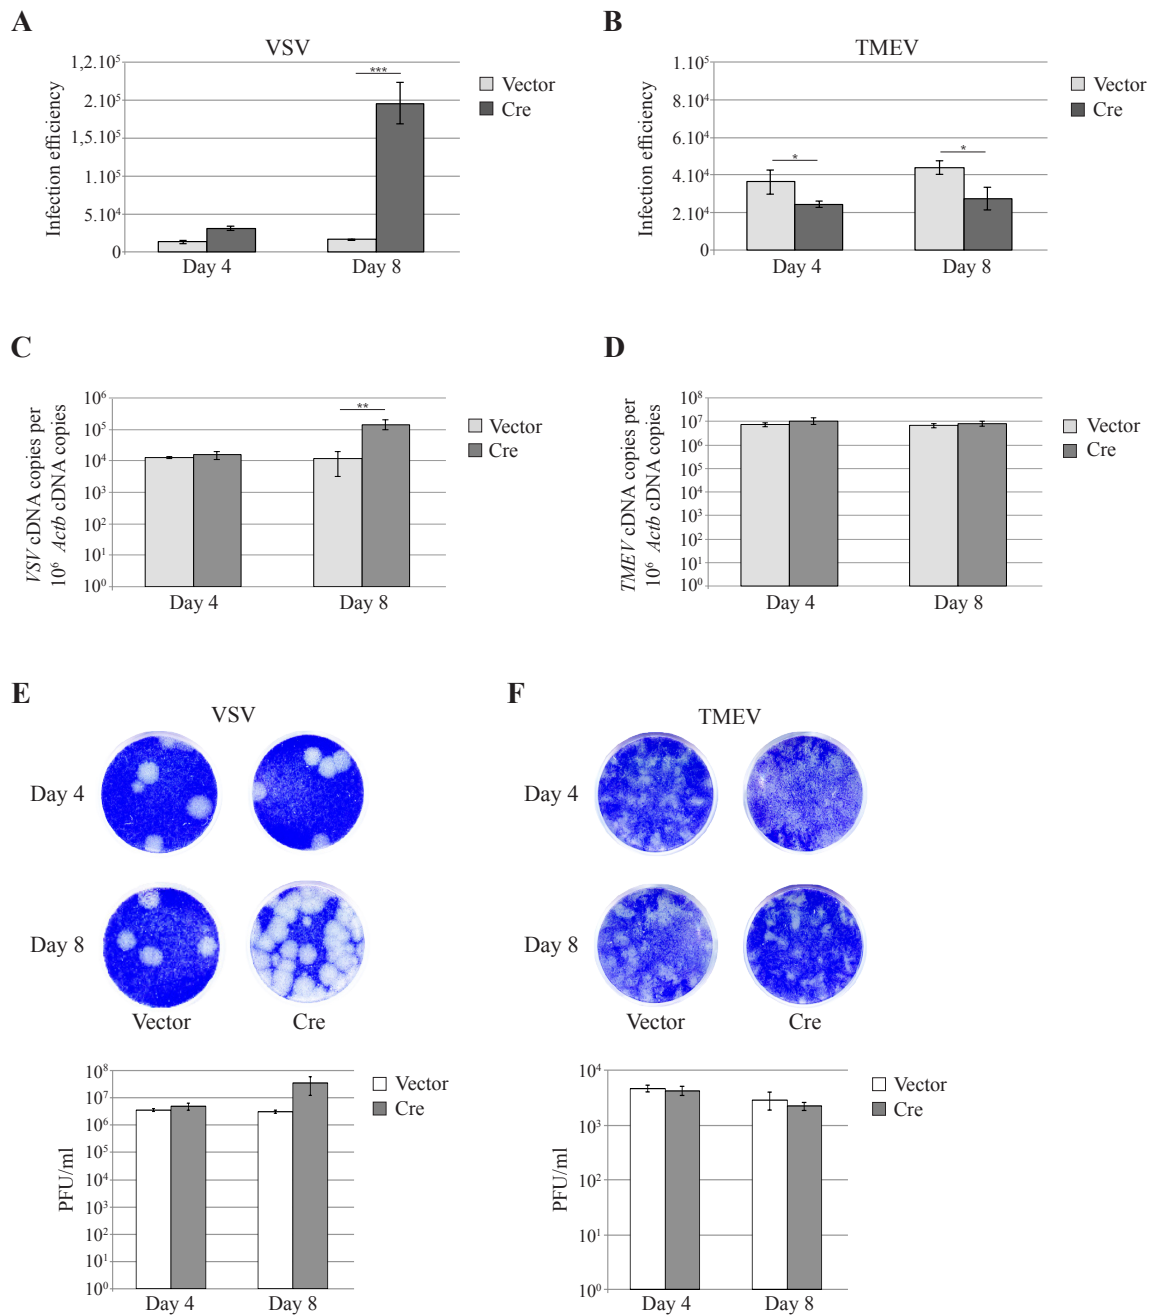 A
VSV
1,2.10⁵
2.10⁵
1,5.10⁵
1.10⁵
5.10⁴
0
Infection efficiency
***
Day 4
Day 8
Vector
Cre
B
TMEV
1.10⁵
8.10⁴
6.10⁴
4.10⁴
2.10⁴
0
Infection efficiency
*
*
Day 4
Day 8
Vector
Cre
C
10⁶
10⁵
10⁴
10³
10²
10¹
10⁰
VSV cDNA copies per
10⁶ Actb cDNA copies
**
Day 4
Day 8
Vector
Cre
D
10⁸
10⁷
10⁶
10⁵
10⁴
10³
10²
10¹
10⁰
TMEV cDNA copies per
10⁶ Actb cDNA copies
Day 4
Day 8
Vector
Cre
E
VSV
Day 4
Day 8
Vector
Cre
10⁸
10⁷
10⁶
10⁵
10⁴
10³
10²
10¹
10⁰
PFU/ml
Day 4
Day 8
Vector
Cre
F
TMEV
Day 4
Day 8
Vector
Cre
10⁴
10³
10²
10¹
10⁰
PFU/ml
Day 4
Day 8
Vector
Cre